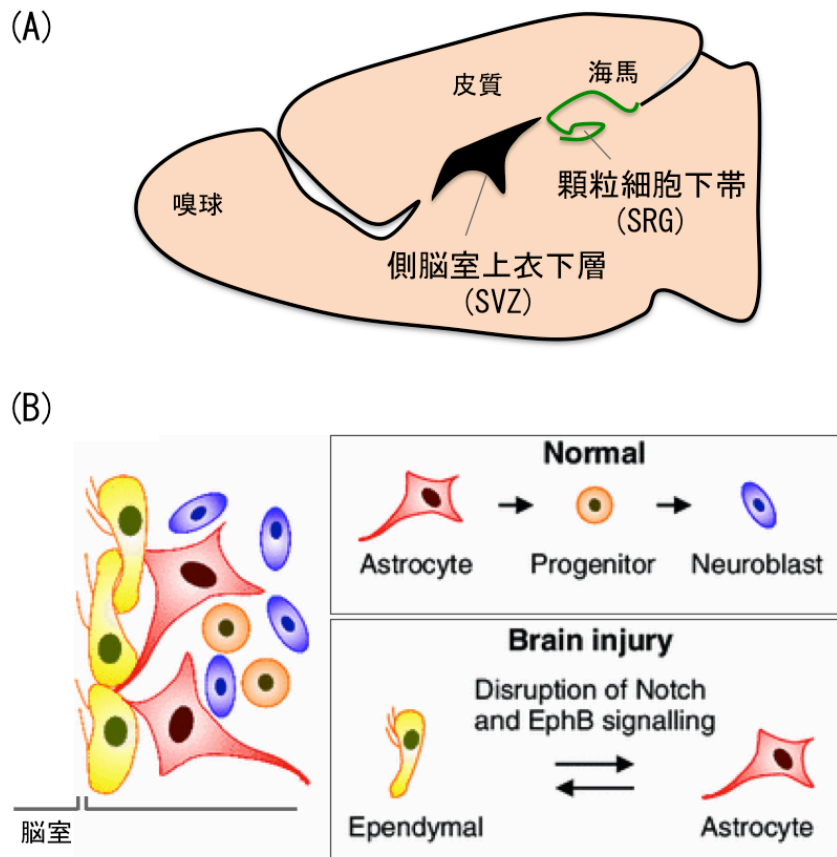 (A)
皮質
海馬
嗅球
顆粒細胞下帯
(SRG)
側脳室上衣下層
(SVZ)
(B)
脳室
Normal
Astrocyte
Progenitor
Neuroblast
Brain injury
Disruption of Notch
and EphB signalling
Ependymal
Astrocyte